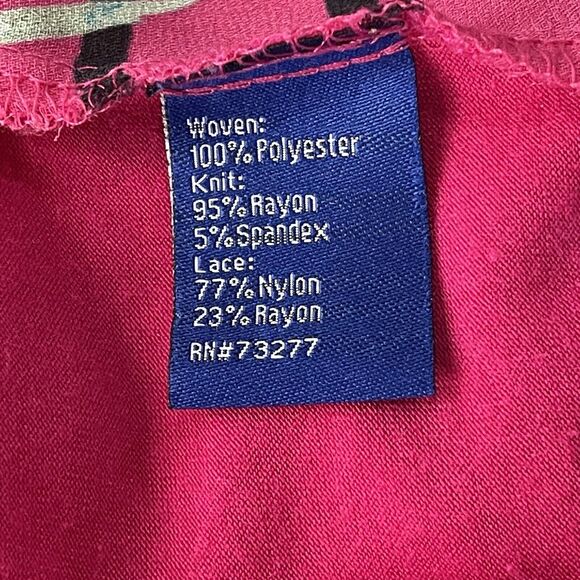 Woven:
100% Polyester
Knit:
95% Rayon
5% Spandex
Lace:
77% Nylon
23% Rayon
RN#73277